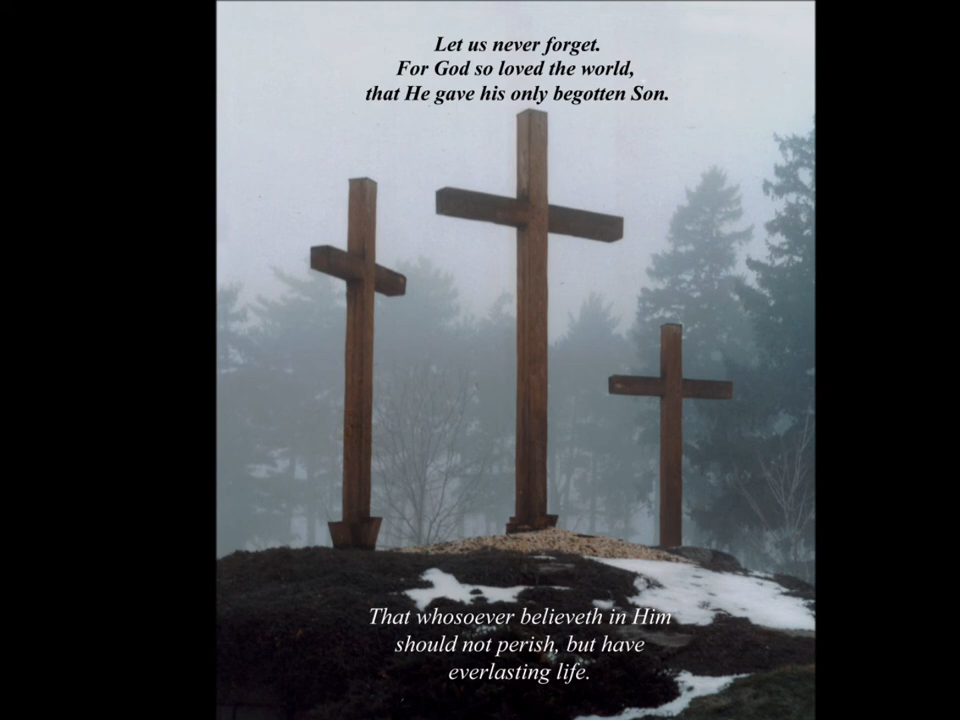 Let us never forget.
For God so loved the world,
that He gave his only begotten Son.
That whosoever believeth in Him
should not perish, but have
everlasting life.